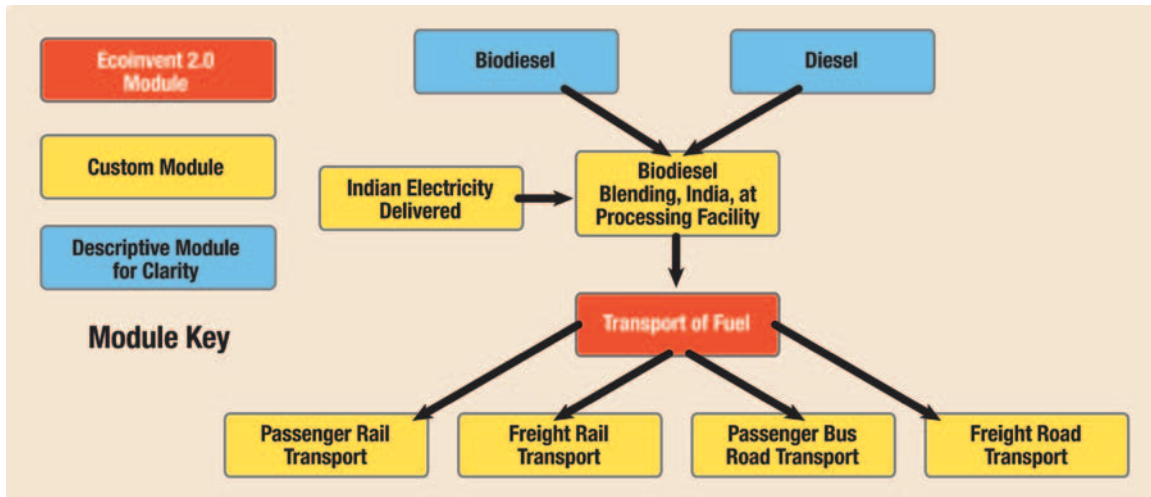 Ecoinvent 2.0
Module
Custom Module
Descriptive Module
for Clarity
Module Key
Biodiesel
Diesel
Indian Electricity
Delivered
Biodiesel
Blending, India, at
Processing Facility
Transport of Fuel
Passenger Rail
Transport
Freight Rail
Transport
Passenger Bus
Road Transport
Freight Road
Transport